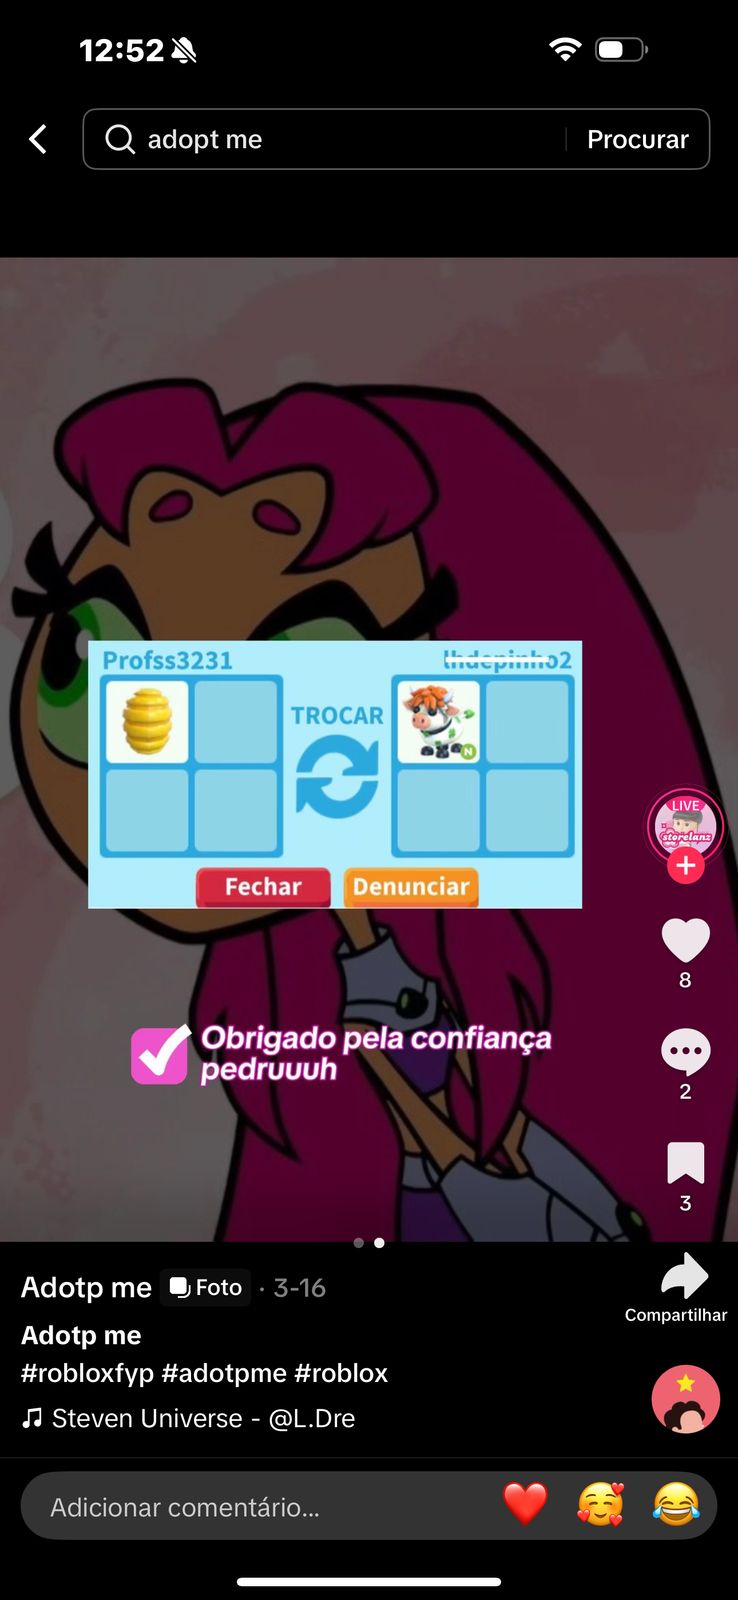 12:52
adopt me
Procurar
Profss3231
lhdepinho2
TROCAR
N
Fechar
Denunciar
LIVE
storelanz
8
Obrigado pela confiança
pedruuuh
2
3
Adotp me Foto · 3-16
Compartilhar
Adotp me
#robloxfyp #adotpme #roblox
Steven Universe - @L.Dre
Adicionar comentário...